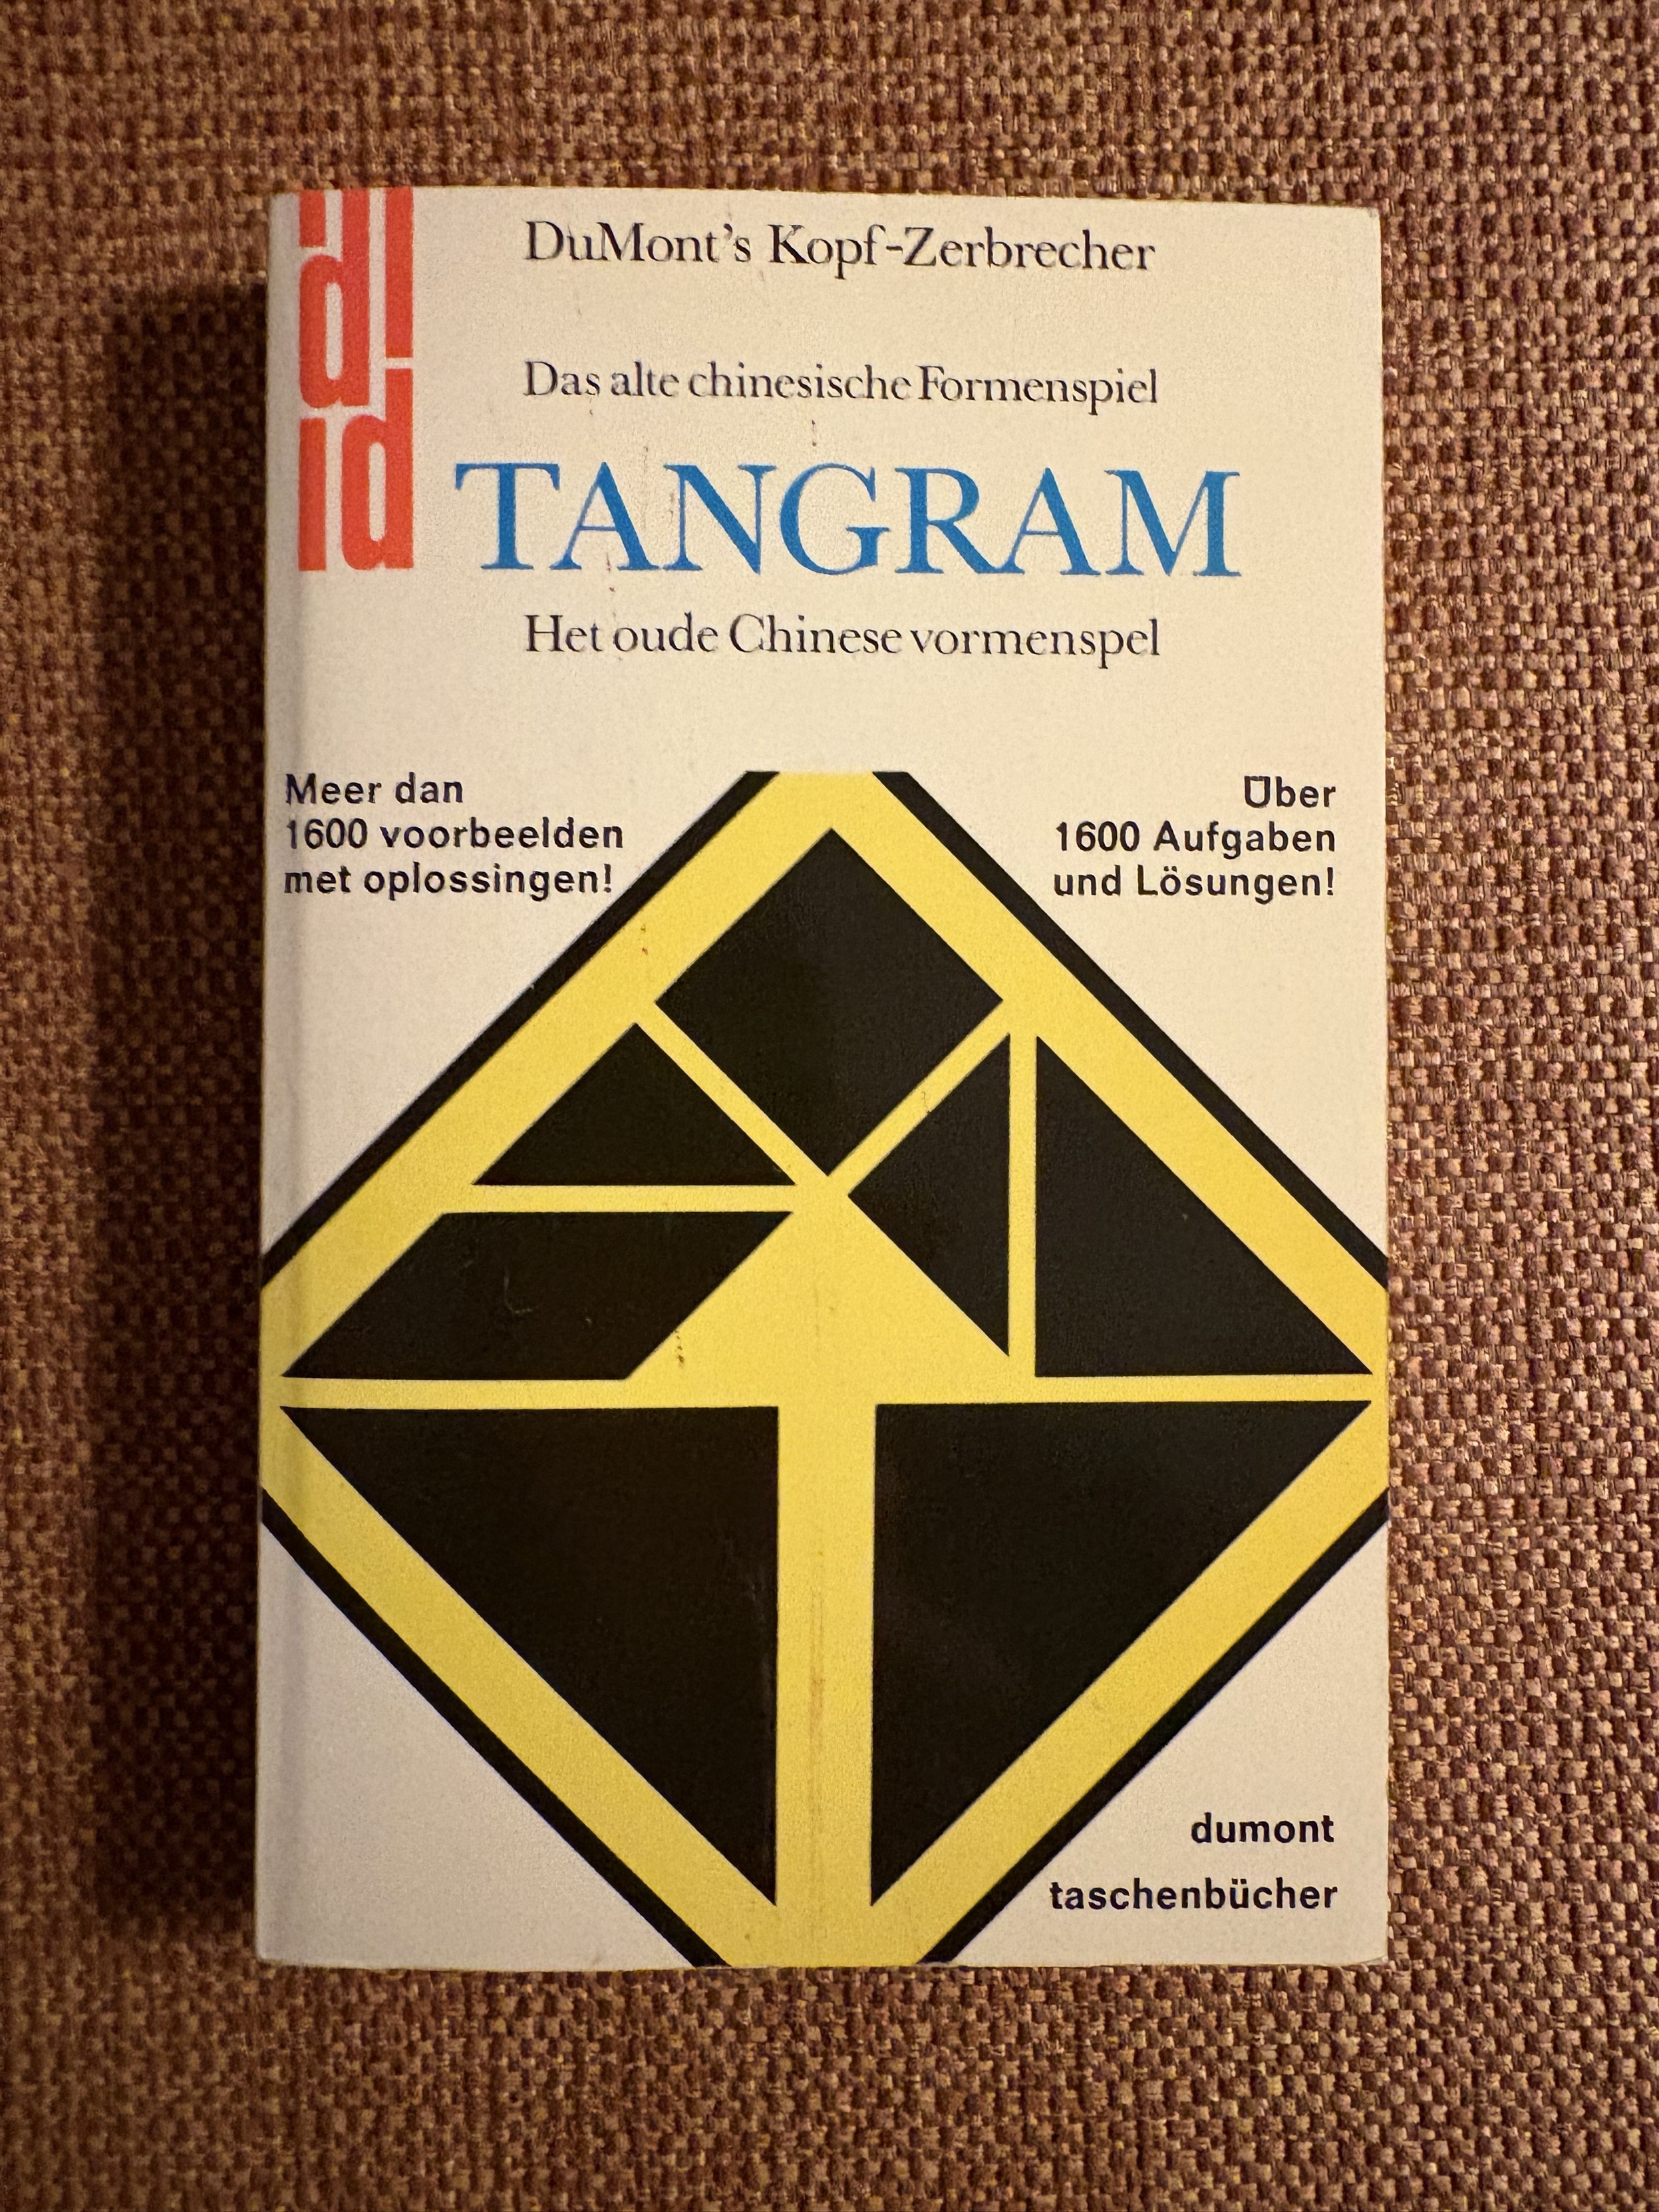 DuMont's Kopf-Zerbrecher
Das alte chinesische Formenspiel
TANGRAM
Het oude Chinese vormenspel
Meer dan
1600 voorbeelden
met oplossingen!
Über
1600 Aufgaben
und Lösungen!
dumont
taschenbücher